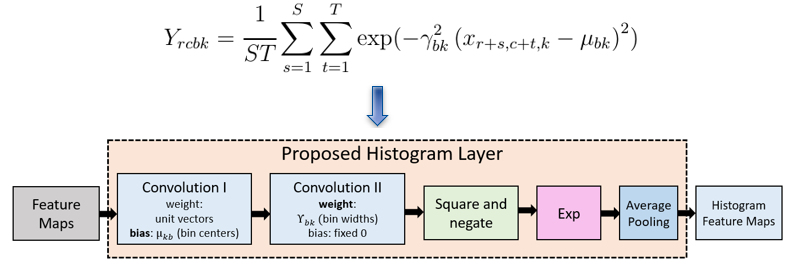 Y_{rcbk} = \frac{1}{ST} \sum_{s=1}^{S} \sum_{t=1}^{T} \exp(-\gamma_{bk}^{2} (x_{r+s,c+t,k} - \mu_{bk})^{2})
Proposed Histogram Layer
Feature
Maps
Convolution I
weight:
unit vectors
bias: μ_{kb} (bin centers)
Convolution II
weight:
ϒ_{bk} (bin widths)
bias: fixed 0
Square and
negate
Exp
Average
Pooling
Histogram
Feature Maps